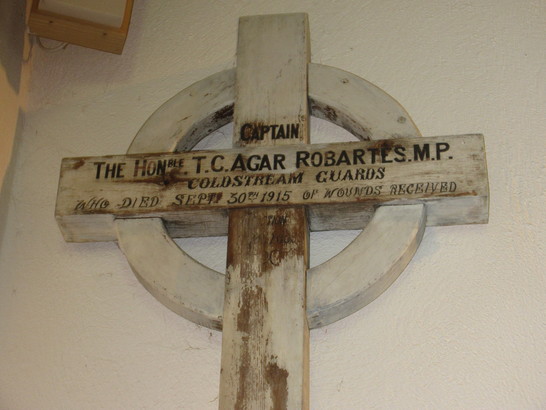 CAPTAIN
THE HONBLE. T.C. AGAR ROBARTES. M.P.
COLDSTREAM GUARDS
WHO DIED SEPT 30TH 1915 OF WOUNDS RECEIVED